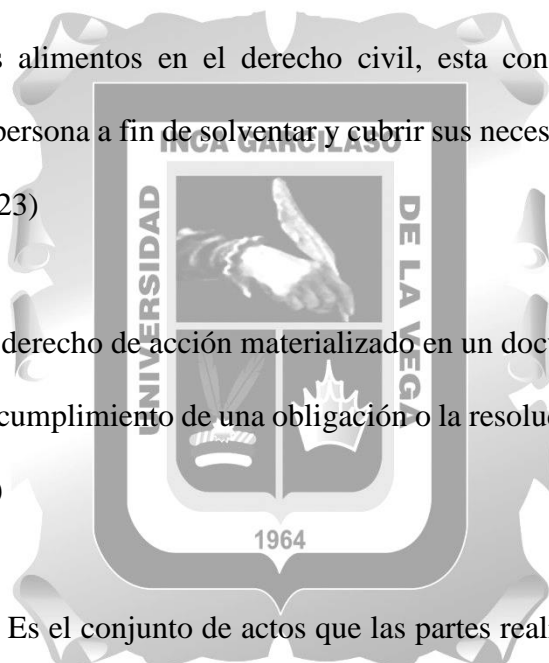 s alimentos en el derecho civil, esta con
persona a fin de solventar y cubrir sus neces
INCA GARCILASO
23)
UNIVERSIDAD
DE LA VEGA
derecho de acción materializado en un doc
cumplimiento de una obligación o la resoluc
)
1964
Es el conjunto de actos que las partes reali